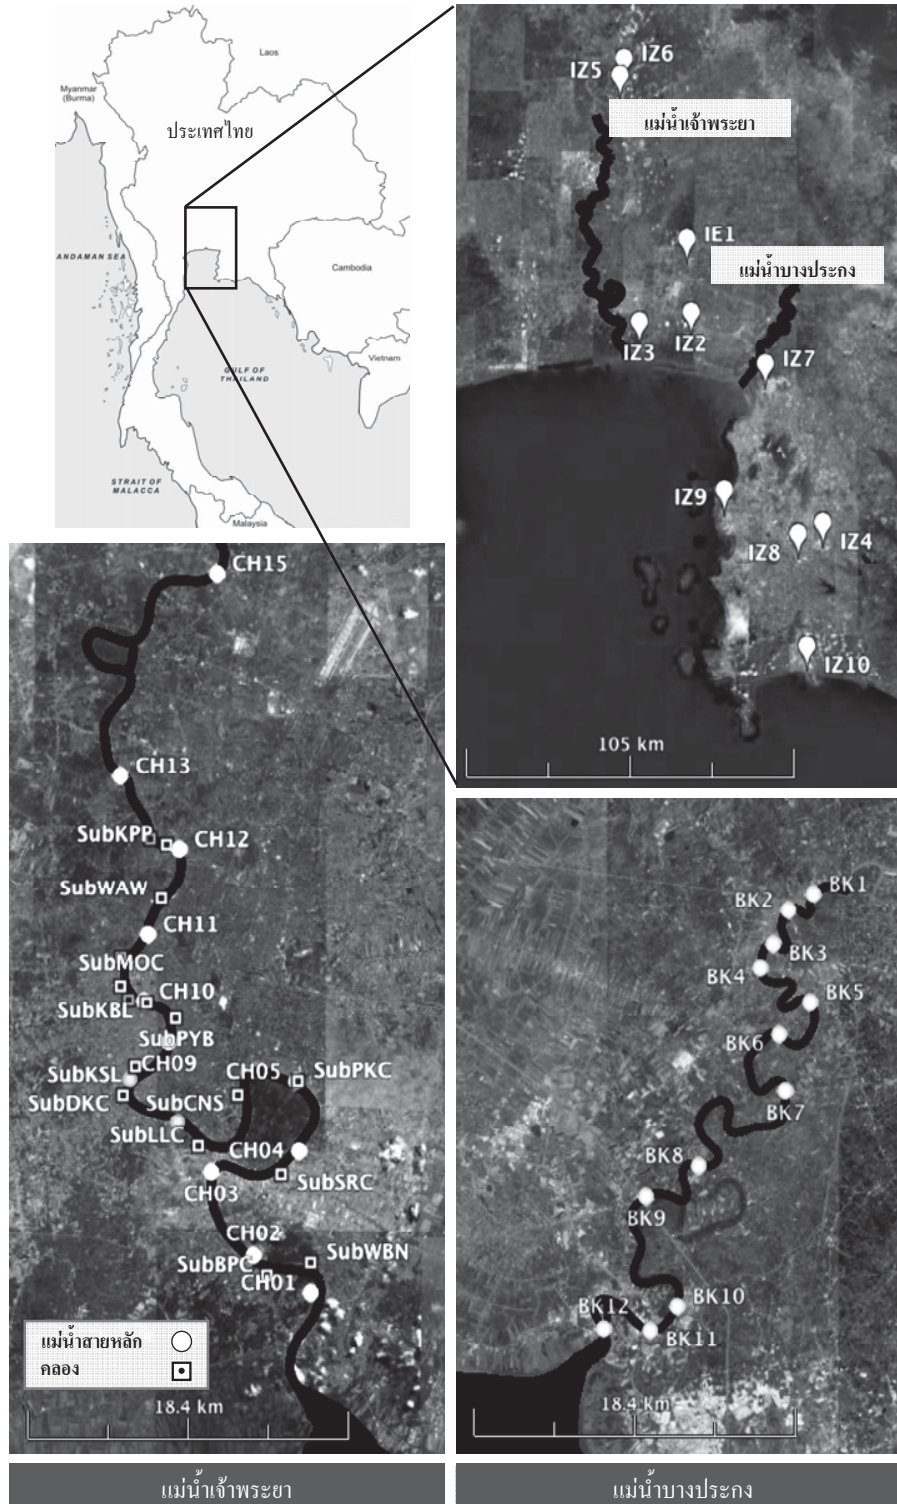 Laos
Myanmar
(Burma)
ประเทศไทย
ANDAMAN SEA
Cambodia
Vietnam
GULF OF
THAILAND
STRAIT OF
MALACCA
Malaysia
IZ6
IZ5
แม่น้ำเจ้าพระยา
IE1
แม่น้ำบางประกง
IZ3
IZ2
IZ7
IZ9
IZ8
IZ4
IZ10
105 km
CH15
CH13
SubKPP
CH12
SubWAW
CH11
SubMOC
CH10
SubKBL
SubPYB
CH09
SubKSL
CH05
SubPKC
SubDKC
SubCNS
SubLLC
CH04
SubSRC
CH03
CH02
SubWBN
SubBPC
CH01
แม่น้ำสายหลัก
คลอง
18.4 km
แม่น้ำเจ้าพระยา
BK1
BK2
BK3
BK4
BK5
BK6
BK7
BK8
BK9
BK10
BK12
BK11
18.4 km
แม่น้ำบางประกง